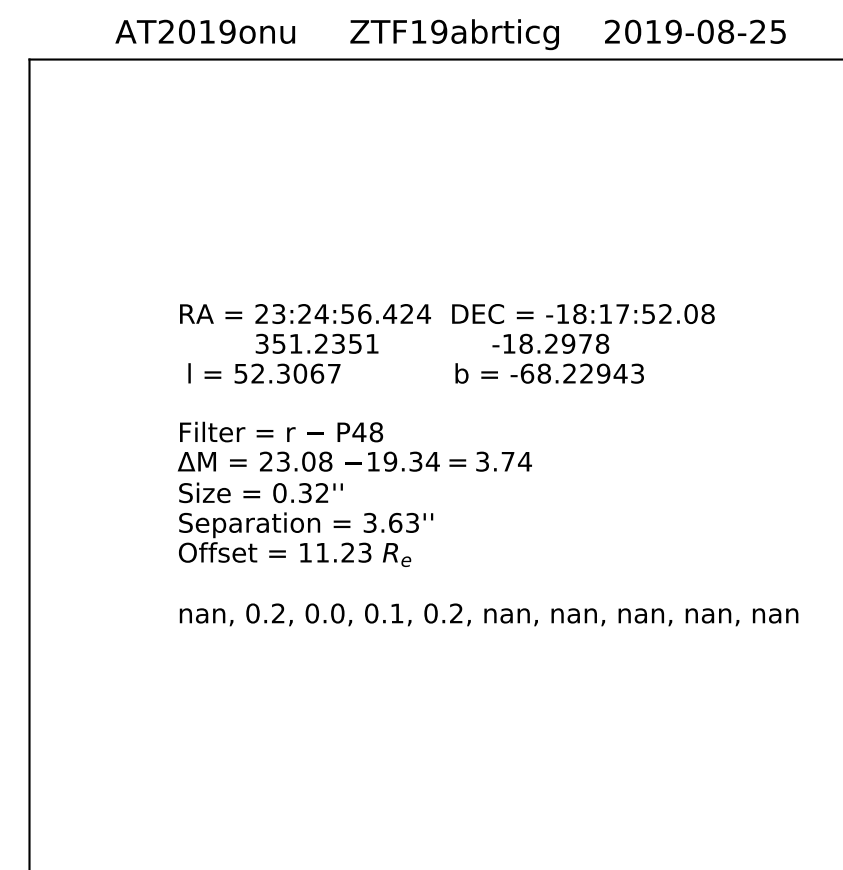 AT2019onu ZTF19abrticg 2019-08-25
RA = 23:24:56.424 DEC = -18:17:52.08
351.2351 -18.2978
l = 52.3067 b = -68.22943
Filter = r − P48
ΔM = 23.08 −19.34 = 3.74
Size = 0.32''
Separation = 3.63''
Offset = 11.23 Re
nan, 0.2, 0.0, 0.1, 0.2, nan, nan, nan, nan, nan